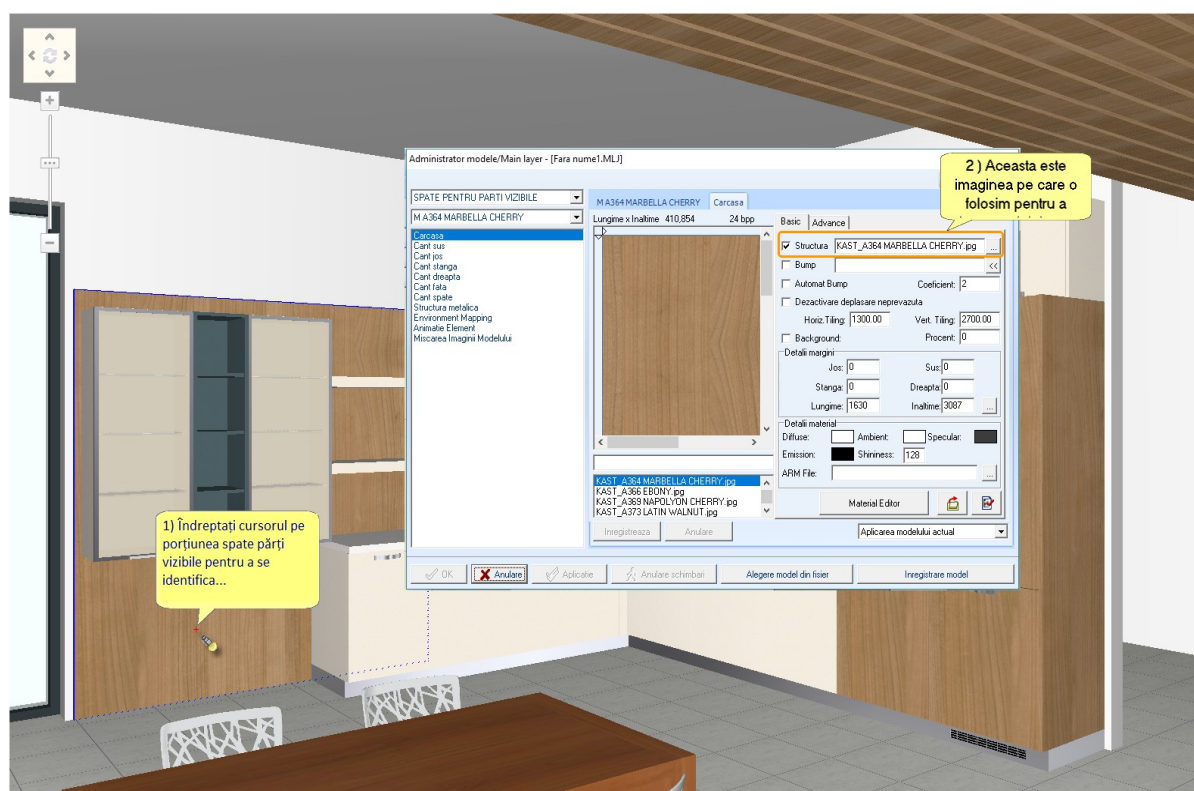 Administrator modele/Main layer - [Fara nume1.MLJ]
2 ) Aceasta este
imaginea pe care o
folosim pentru a
SPATE PENTRU PARTI VIZIBILE
M A364 MARBELLA CHERRY
Carcasa
Cant sus
Cant jos
Cant stanga
Cant dreapta
Cant fata
Cant spate
Structura metalica
Environment Mapping
Animatie Element
Miscarea Imaginii Modelului
M A364 MARBELLA CHERRY Carcasa
Lungime x Inaltime 410,854 24 bpp
Basic Advance
Structura KAST_A364 MARBELLA CHERRY.jpg ...
Bump <<
Automat Bump Coeficient: 2
Dezactivare deplasare neprevazuta
Horiz.Tiling: 1300.00 Vert. Tiling: 2700.00
Background: Procent: 0
Detalii margini
Jos: 0 Sus: 0
Stanga: 0 Dreapta: 0
Lungime: 1630 Inaltime: 3087 ...
Detalii material
Diffuse: Ambient: Specular:
Emission: Shininess: 128
ARM File: ...
Material Editor
KAST_A364 MARBELLA CHERRY.jpg
KAST_A366 EBONY.jpg
KAST_A369 NAPOLYON CHERRY.jpg
KAST_A373 LATIN WALNUT.jpg
Inregistreaza Anulare
Aplicarea modelului actual
OK Anulare Aplicatie Anulare schimbari Alegere model din fisier Inregistrare model
1) Îndreptați cursorul pe
porțiunea spate părți
vizibile pentru a se
identifica...